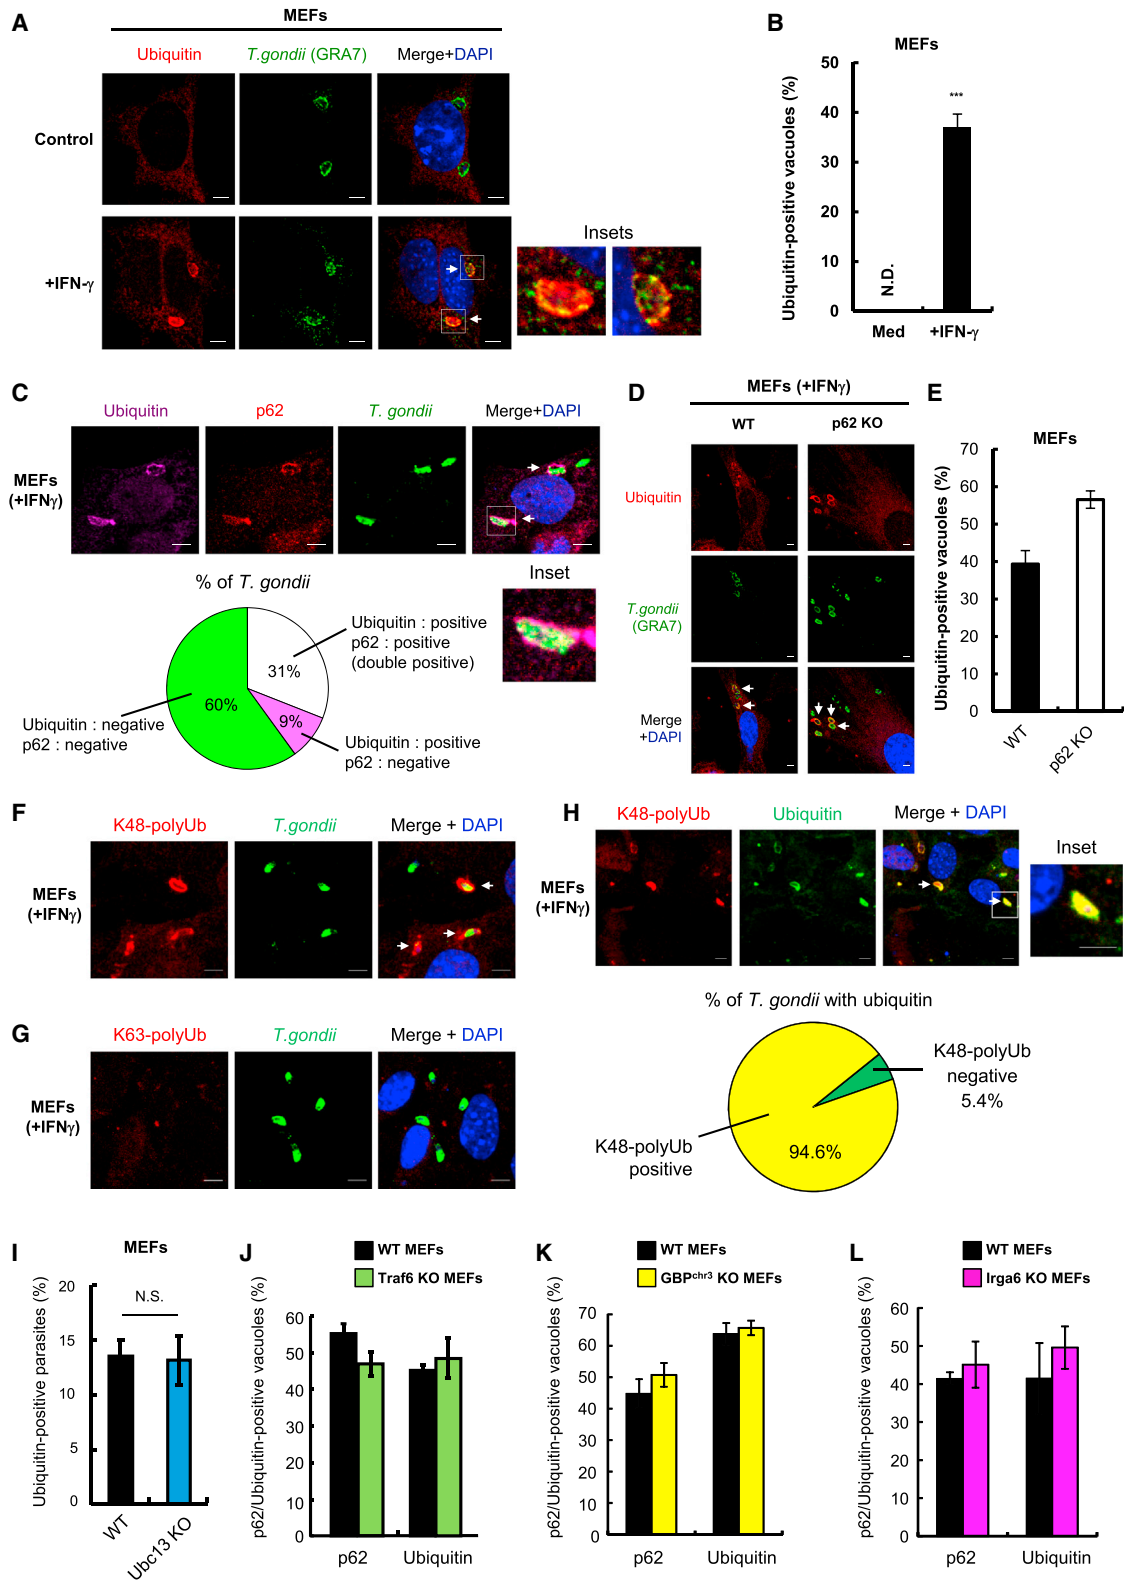 A
MEFs
Ubiquitin
T.gondii (GRA7)
Merge+DAPI
Control
+IFN-γ
Insets
B
MEFs
Ubiquitin-positive vacuoles (%)
50
40
30
20
10
0
***
N.D.
Med
+IFN-γ
C
Ubiquitin
p62
T. gondii
Merge+DAPI
MEFs
(+IFNγ)
Inset
% of T. gondii
Ubiquitin : positive
p62 : positive
(double positive)
31%
60%
9%
Ubiquitin : negative
p62 : negative
Ubiquitin : positive
p62 : negative
D
MEFs (+IFNγ)
WT
p62 KO
Ubiquitin
T.gondii
(GRA7)
Merge
+DAPI
E
MEFs
Ubiquitin-positive vacuoles (%)
70
60
50
40
30
20
10
0
WT
p62 KO
F
K48-polyUb
T.gondii
Merge + DAPI
MEFs
(+IFNγ)
G
K63-polyUb
T.gondii
Merge + DAPI
MEFs
(+IFNγ)
H
K48-polyUb
Ubiquitin
Merge + DAPI
MEFs
(+IFNγ)
Inset
% of T. gondii with ubiquitin
K48-polyUb
negative
5.4%
K48-polyUb
positive
94.6%
I
MEFs
Ubiquitin-positive parasites (%)
20
15
10
5
0
N.S.
WT
Ubc13 KO
J
WT MEFs
Traf6 KO MEFs
p62/Ubiquitin-positive vacuoles (%)
60
50
40
30
20
10
0
p62
Ubiquitin
K
WT MEFs
GBPchr3 KO MEFs
p62/Ubiquitin-positive vacuoles (%)
70
60
50
40
30
20
10
0
p62
Ubiquitin
L
WT MEFs
Irga6 KO MEFs
p62/Ubiquitin-positive vacuoles (%)
60
50
40
30
20
10
0
p62
Ubiquitin